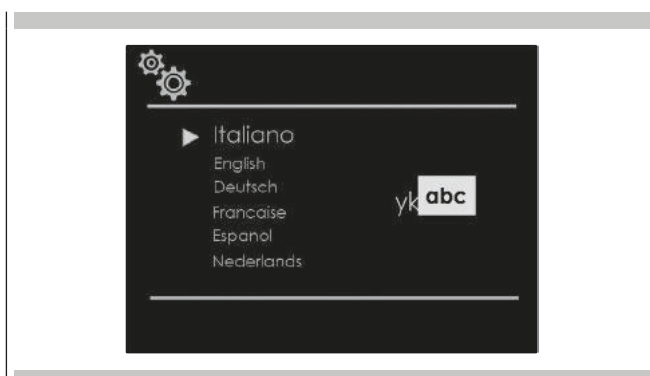 Italiano
English
Deutsch
Francaise
Espanol
Nederlands
yk abc